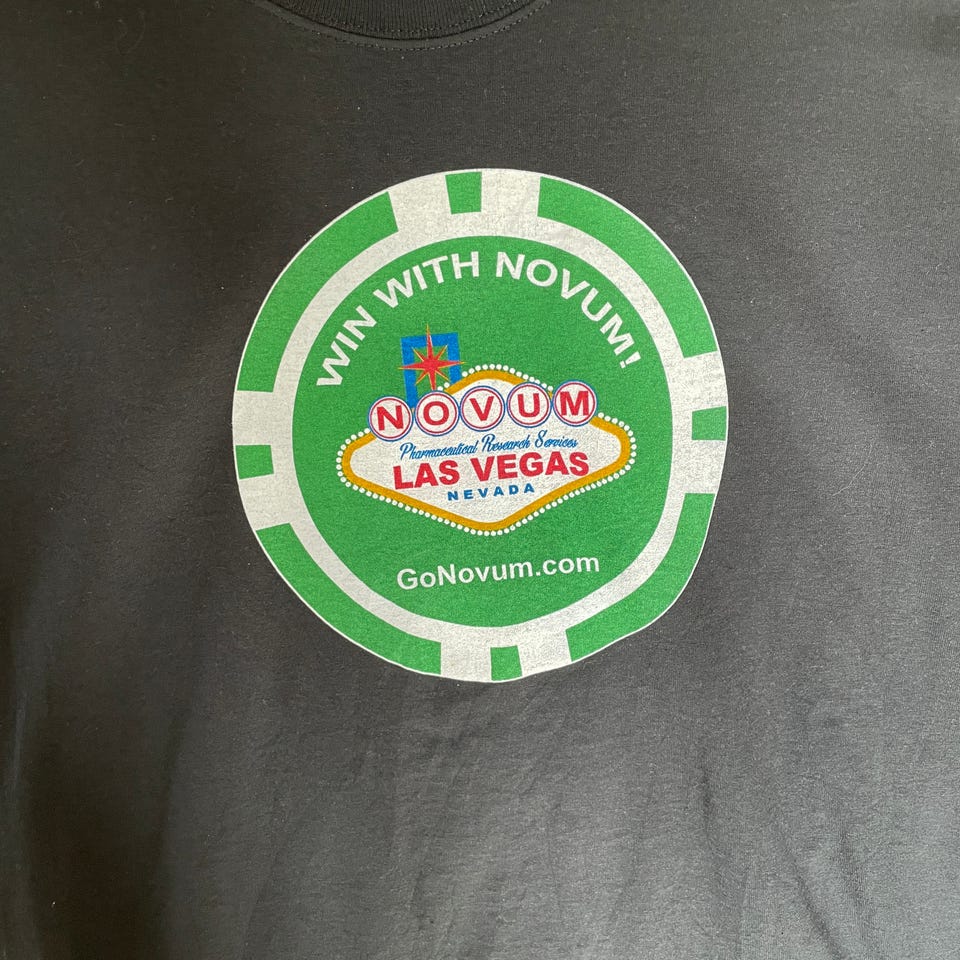 WIN WITH NOVUM!
NOVUM
Pharmaceutical Research Services
LAS VEGAS
NEVADA
GoNovum.com